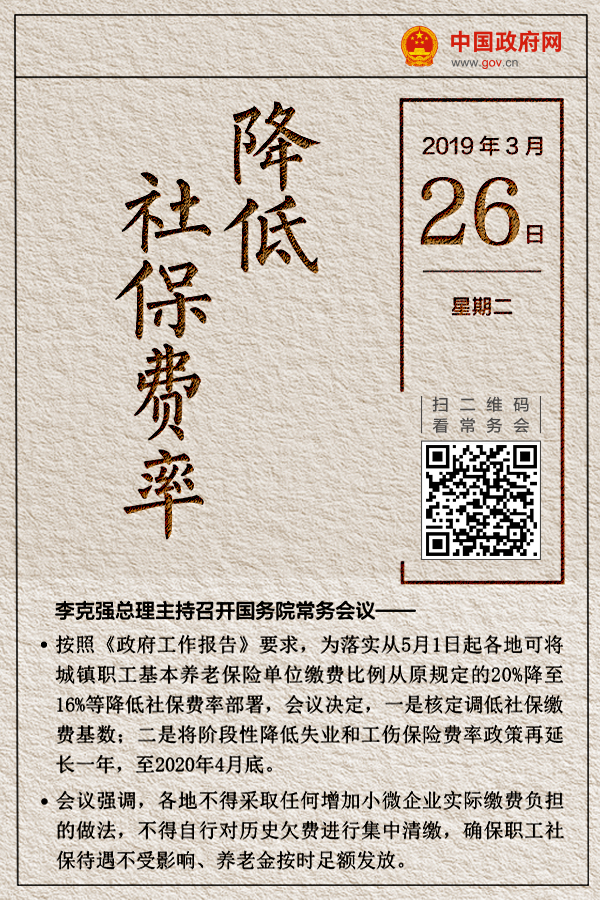 中国政府网
www.gov.cn
降低
社保费率
2019年3月
26日
星期二
扫二维码
看常务会
李克强总理主持召开国务院常务会议——
• 按照《政府工作报告》要求，为落实从5月1日起各地可将
城镇职工基本养老保险单位缴费比例从原规定的20%降至
16%等降低社保费率部署，会议决定，一是核定调低社保缴
费基数；二是将阶段性降低失业和工伤保险费率政策再延
长一年，至2020年4月底。
• 会议强调，各地不得采取任何增加小微企业实际缴费负担
的做法，不得自行对历史欠费进行集中清缴，确保职工社
保待遇不受影响、养老金按时足额发放。